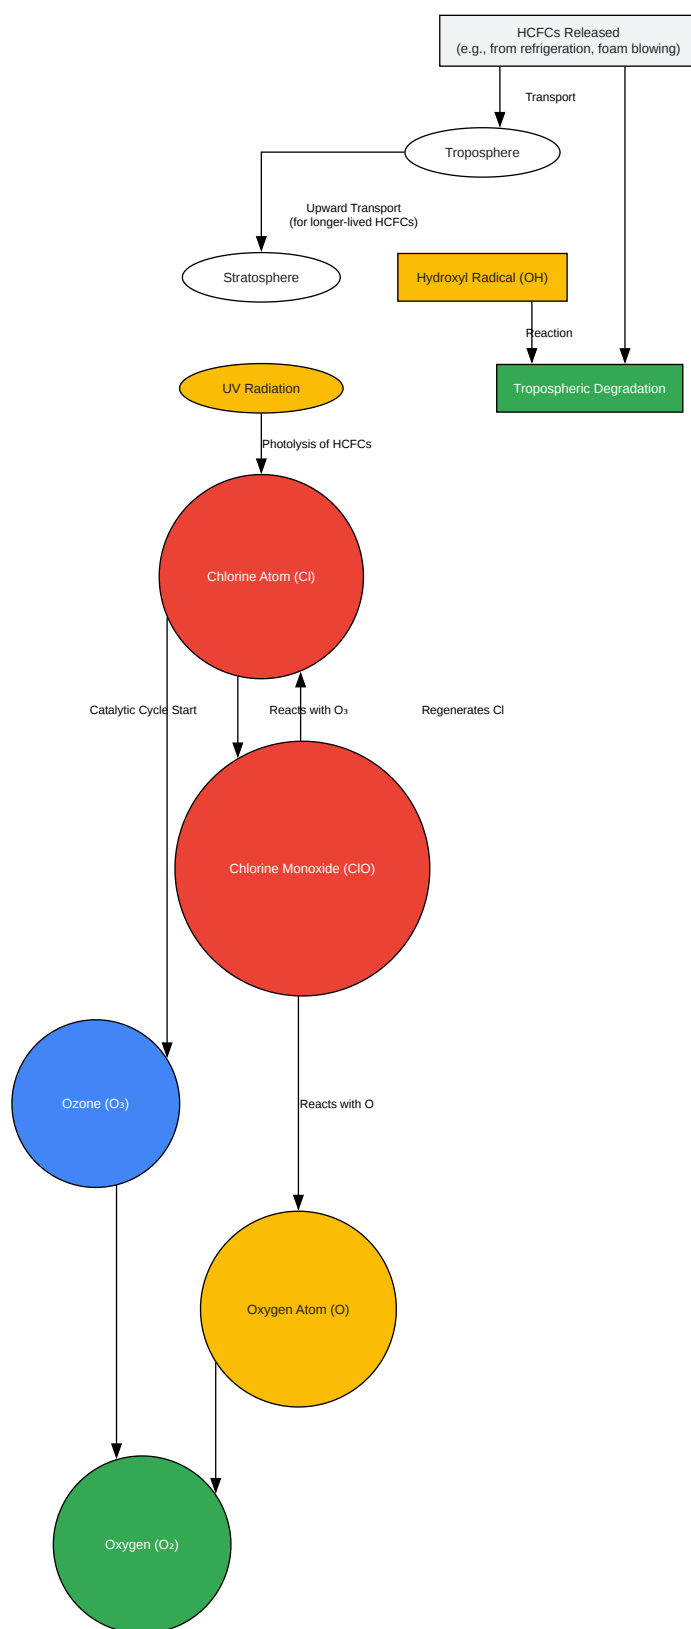 HCFCs Released
(e.g., from refrigeration, foam blowing)
Transport
Troposphere
Upward Transport
(for longer-lived HCFCs)
Stratosphere
Hydroxyl Radical (OH)
Reaction
UV Radiation
Tropospheric Degradation
Photolysis of HCFCs
Chlorine Atom (Cl)
Catalytic Cycle Start
Reacts with O₃
Regenerates Cl
Chlorine Monoxide (ClO)
Ozone (O₃)
Reacts with O
Oxygen Atom (O)
Oxygen (O₂)